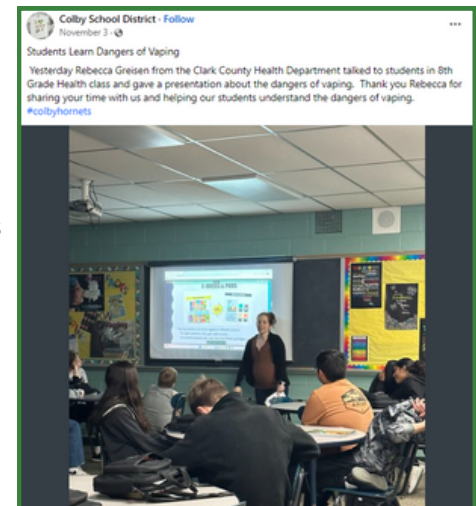 Colby School District · Follow
November 3 ·
Students Learn Dangers of Vaping
Yesterday Rebecca Greisen from the Clark County Health Department talked to students in 8th
Grade Health class and gave a presentation about the dangers of vaping. Thank you Rebecca for
sharing your time with us and helping our students understand the dangers of vaping.
#colbyhornets